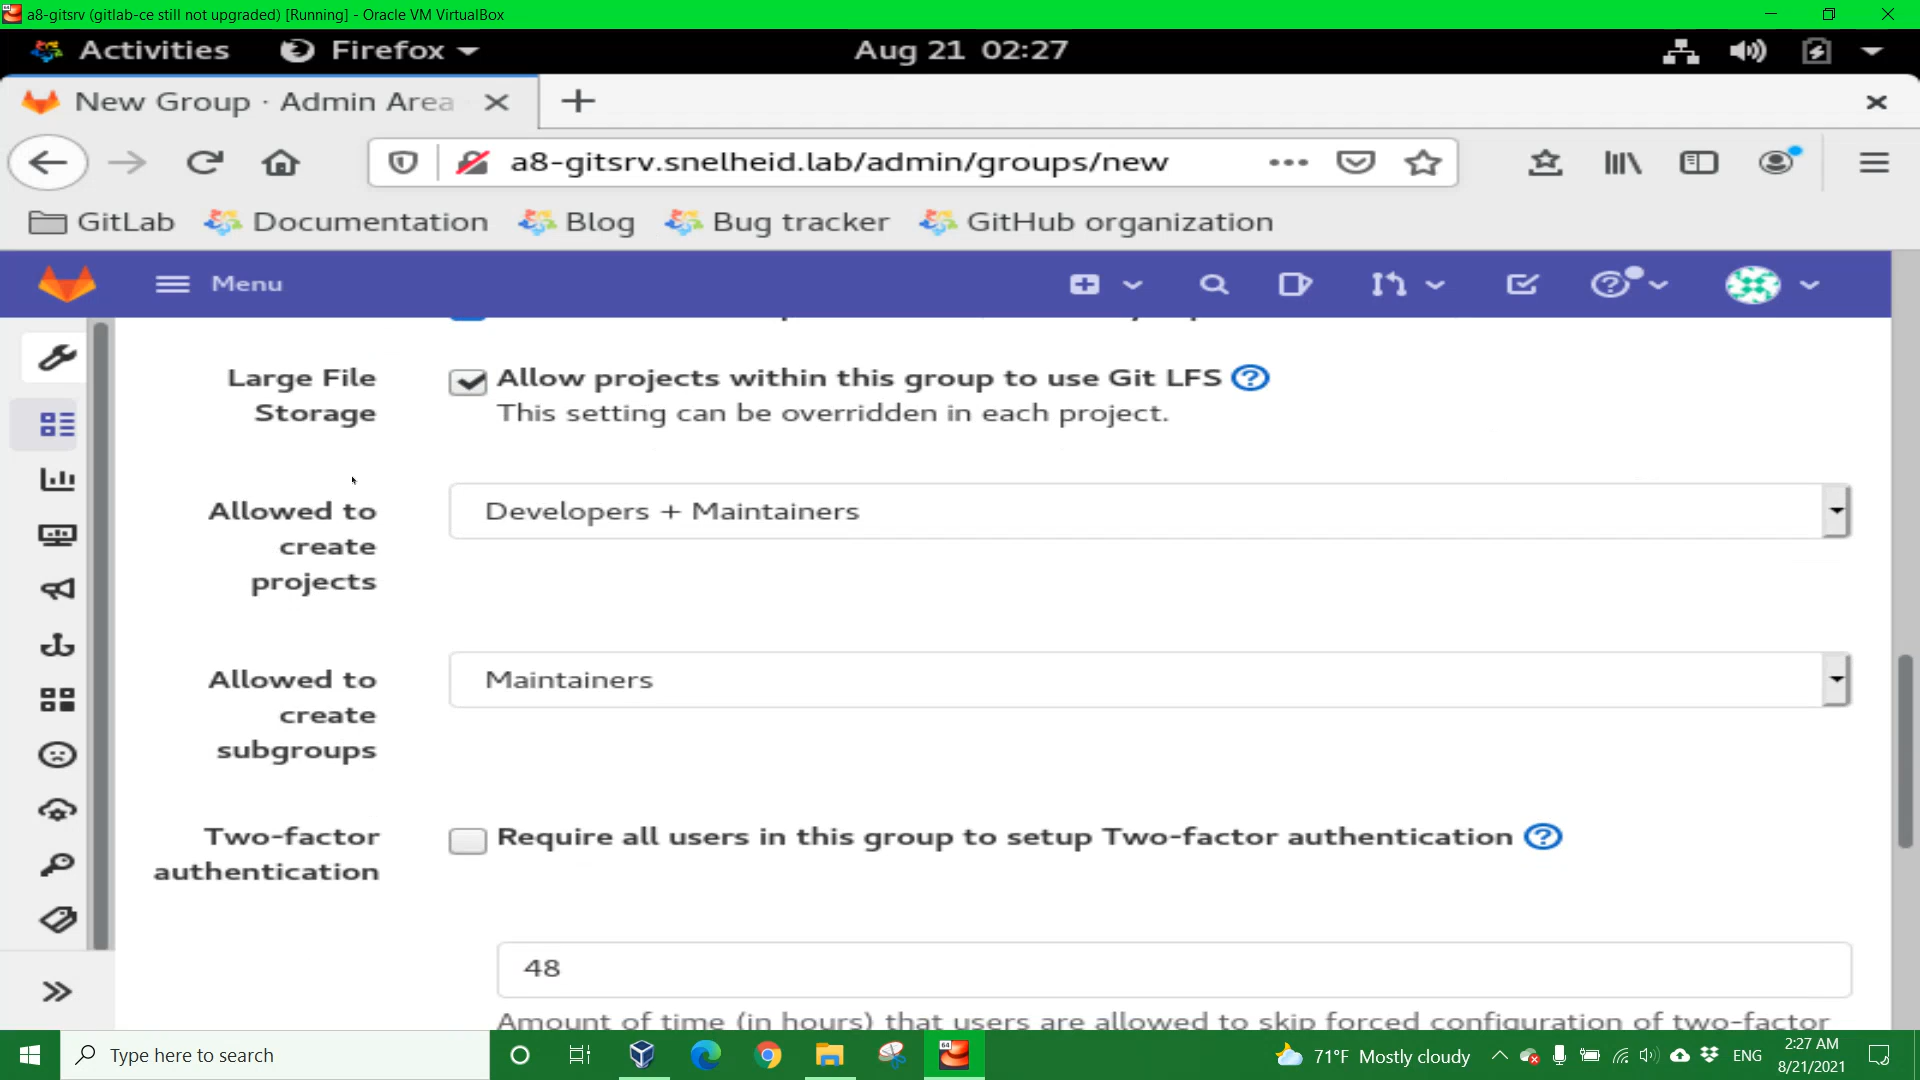 a8-gitsrv (gitlab-ce still not upgraded) [Running] - Oracle VM VirtualBox
Activities Firefox Aug 21 02:27
New Group · Admin Area
a8-gitsrv.snelheid.lab/admin/groups/new
GitLab Documentation Blog Bug tracker GitHub organization
Menu
Large File Storage
Allow projects within this group to use Git LFS
This setting can be overridden in each project.
Allowed to create projects
Developers + Maintainers
Allowed to create subgroups
Maintainers
Two-factor authentication
Require all users in this group to setup Two-factor authentication
48
Amount of time (in hours) that users are allowed to skip forced configuration of two-factor
Type here to search
64
71°F Mostly cloudy
ENG
2:27 AM
8/21/2021